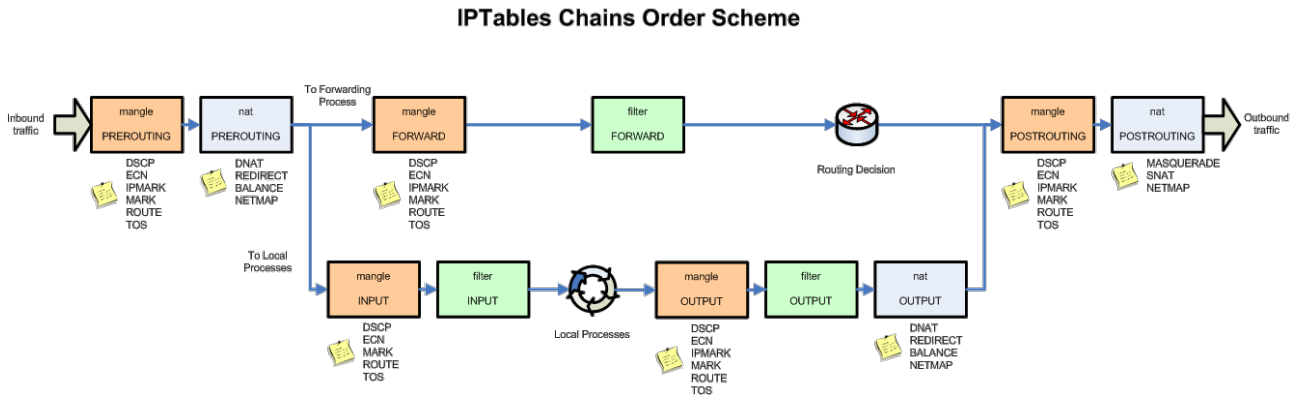 IPTables Chains Order Scheme
Inbound
traffic
mangle
PREROUTING
DSCP
ECN
IPMARK
MARK
ROUTE
TOS
nat
PREROUTING
DNAT
REDIRECT
BALANCE
NETMAP
To Forwarding
Process
mangle
FORWARD
DSCP
ECN
IPMARK
MARK
ROUTE
TOS
filter
FORWARD
Routing Decision
mangle
POSTROUTING
DSCP
ECN
IPMARK
MARK
ROUTE
TOS
nat
POSTROUTING
MASQUERADE
SNAT
NETMAP
Outbound
traffic
To Local
Processes
mangle
INPUT
DSCP
ECN
MARK
ROUTE
TOS
filter
INPUT
Local Processes
mangle
OUTPUT
DSCP
ECN
IPMARK
MARK
ROUTE
TOS
filter
OUTPUT
nat
OUTPUT
DNAT
REDIRECT
BALANCE
NETMAP